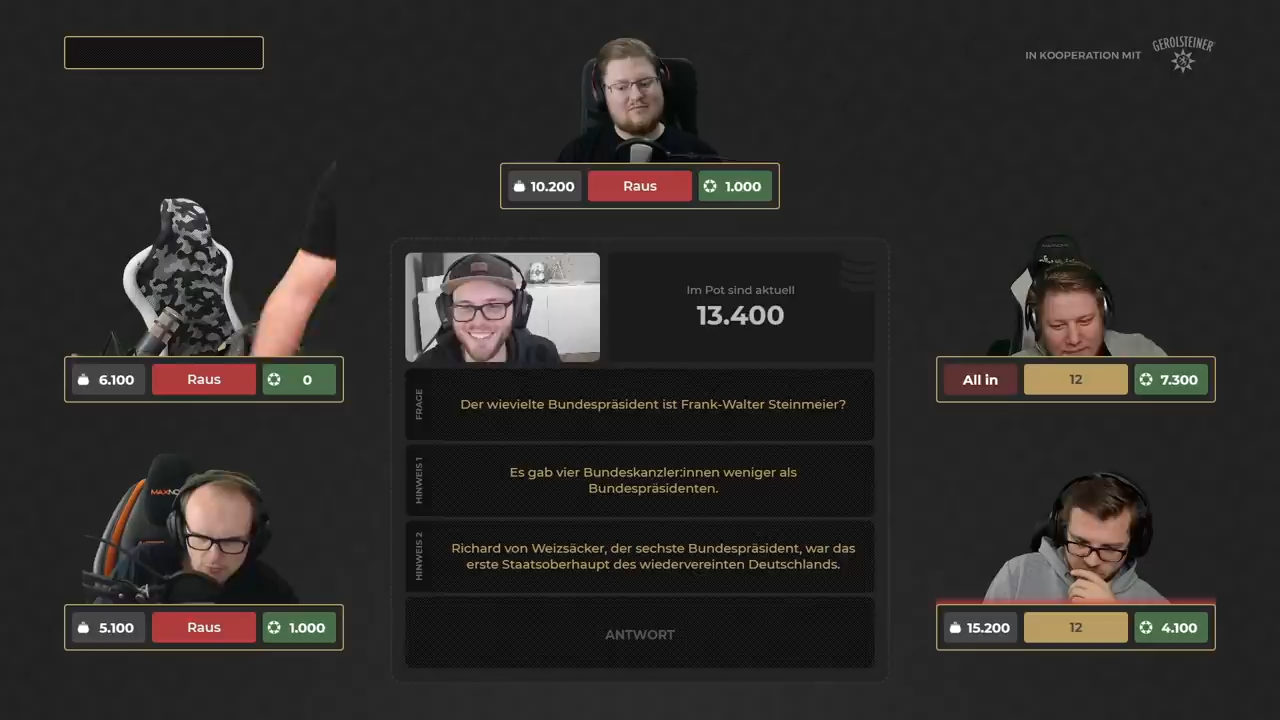 IN KOOPERATION MIT
GEROLSTEINER
10.200
Raus
1.000
Im Pot sind aktuell
13.400
6.100
Raus
0
All in
12
7.300
FRAGE
Der wievielte Bundespräsident ist Frank-Walter Steinmeier?
HINWEIS 1
Es gab vier Bundeskanzler:innen weniger als
Bundespräsidenten.
HINWEIS 2
Richard von Weizsäcker, der sechste Bundespräsident, war das
erste Staatsoberhaupt des wiedervereinten Deutschlands.
ANTWORT
5.100
Raus
1.000
15.200
12
4.100